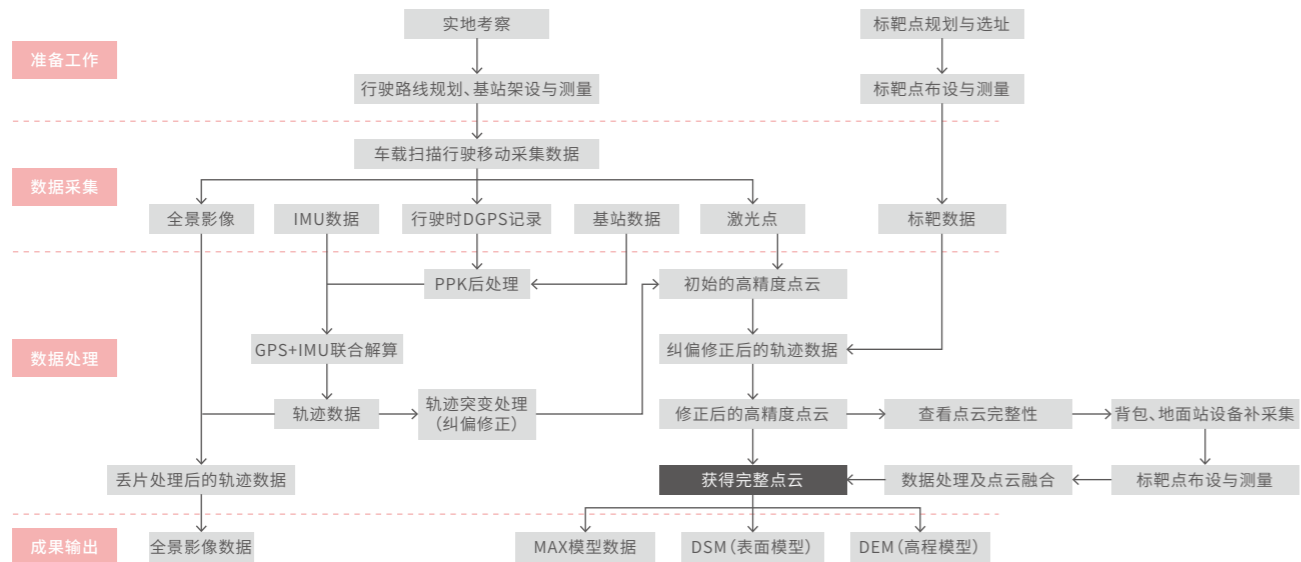 实地考察
标靶点规划与选址
准备工作
行驶路线规划、基站架设与测量
标靶点布设与测量
车载扫描行驶移动采集数据
数据采集
全景影像
IMU数据
行驶时DGPS记录
基站数据
激光点
标靶数据
PPK后处理
初始的高精度点云
数据处理
GPS+IMU联合解算
纠偏修正后的轨迹数据
轨迹数据
轨迹突变处理
(纠偏修正)
修正后的高精度点云
查看点云完整性
背包、地面站设备补采集
丢片处理后的轨迹数据
获得完整点云
数据处理及点云融合
标靶点布设与测量
成果输出
全景影像数据
MAX模型数据
DSM(表面模型)
DEM(高程模型)